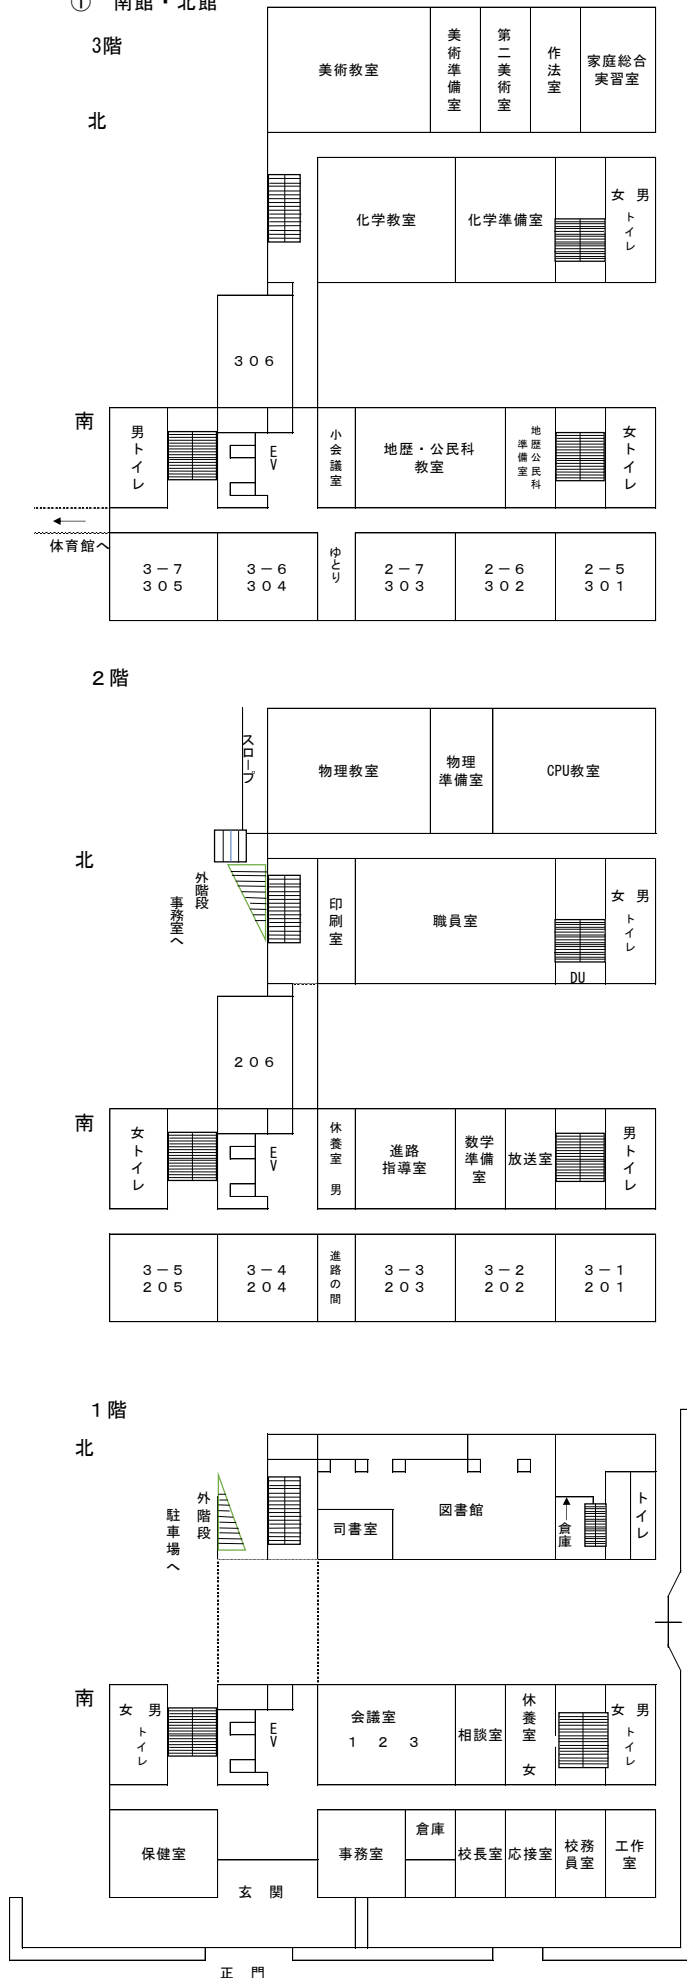 ① 南館・北館
3階
美術教室
美術準備室
第二美術室
作法室
家庭総合
実習室
北
化学教室
化学準備室
女 男
トイレ
306
南
男トイレ
EV
小会議室
地歴・公民科
教室
地歴公民科
準備室
女トイレ
体育館へ
3－7
305
3－6
304
ゆとり
2－7
303
2－6
302
2－5
301
2階
スロープ
物理教室
物理
準備室
CPU教室
北
外階段
事務室へ
印刷室
職員室
女 男
トイレ
DU
206
南
女トイレ
EV
休養室 男
進路
指導室
数学
準備
室
放送室
男トイレ
3－5
205
3－4
204
進路の間
3－3
203
3－2
202
3－1
201
1階
北
外階段
駐車場へ
司書室
図書館
倉庫
トイレ
南
女 男
トイレ
EV
会議室
1 2 3
相談室
休養室 女
女 男
トイレ
保健室
事務室
倉庫
校長室
応接室
校務
員室
工作
室
玄 関
正 門